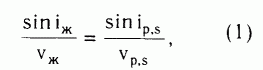 sin iж / vж = sin ip,s / vp,s , (1)